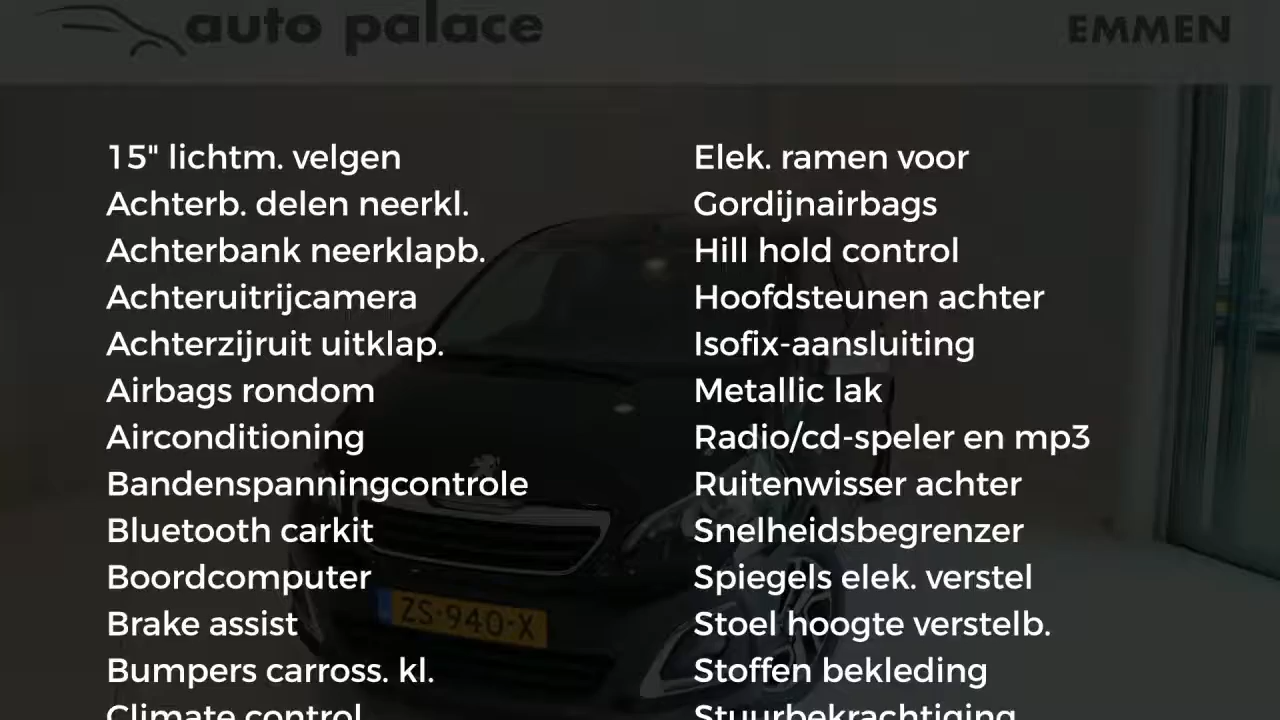 auto palace
EMMEN
15" lichtm. velgen
Achterb. delen neerkl.
Achterbank neerklapb.
Achteruitrijcamera
Achterzijruit uitklap.
Airbags rondom
Airconditioning
Bandenspanningcontrole
Bluetooth carkit
Boordcomputer
Brake assist
Bumpers carross. kl.
Climate control
Elek. ramen voor
Gordijnairbags
Hill hold control
Hoofdsteunen achter
Isofix-aansluiting
Metallic lak
Radio/cd-speler en mp3
Ruitenwisser achter
Snelheidsbegrenzer
Spiegels elek. verstel
Stoel hoogte verstelb.
Stoffen bekleding
Stuurbekrachtiging
ZS-940-X